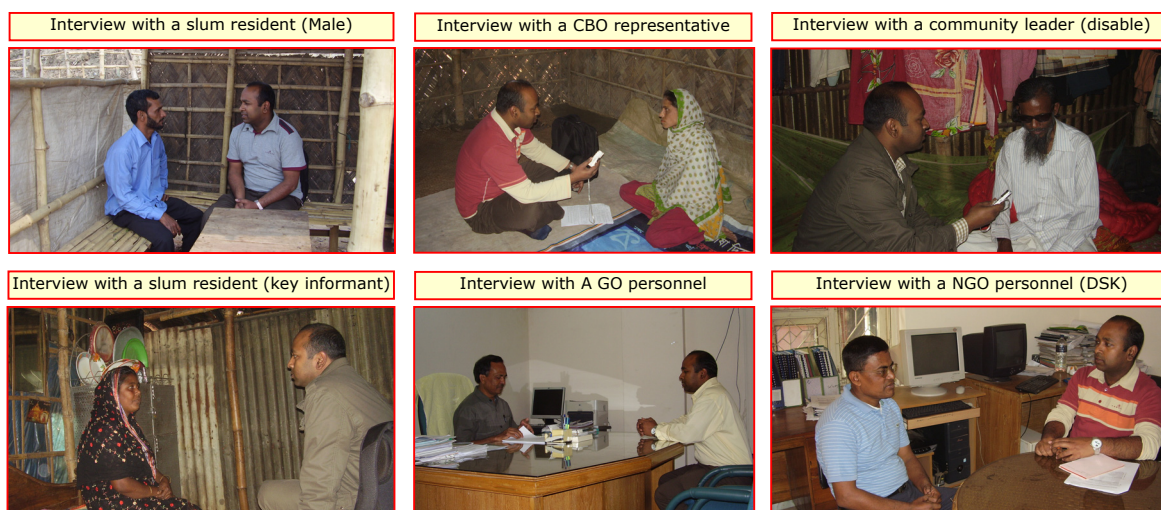 Interview with a slum resident (Male)
Interview with a CBO representative
Interview with a community leader (disable)
Interview with a slum resident (key informant)
Interview with A GO personnel
Interview with a NGO personnel (DSK)